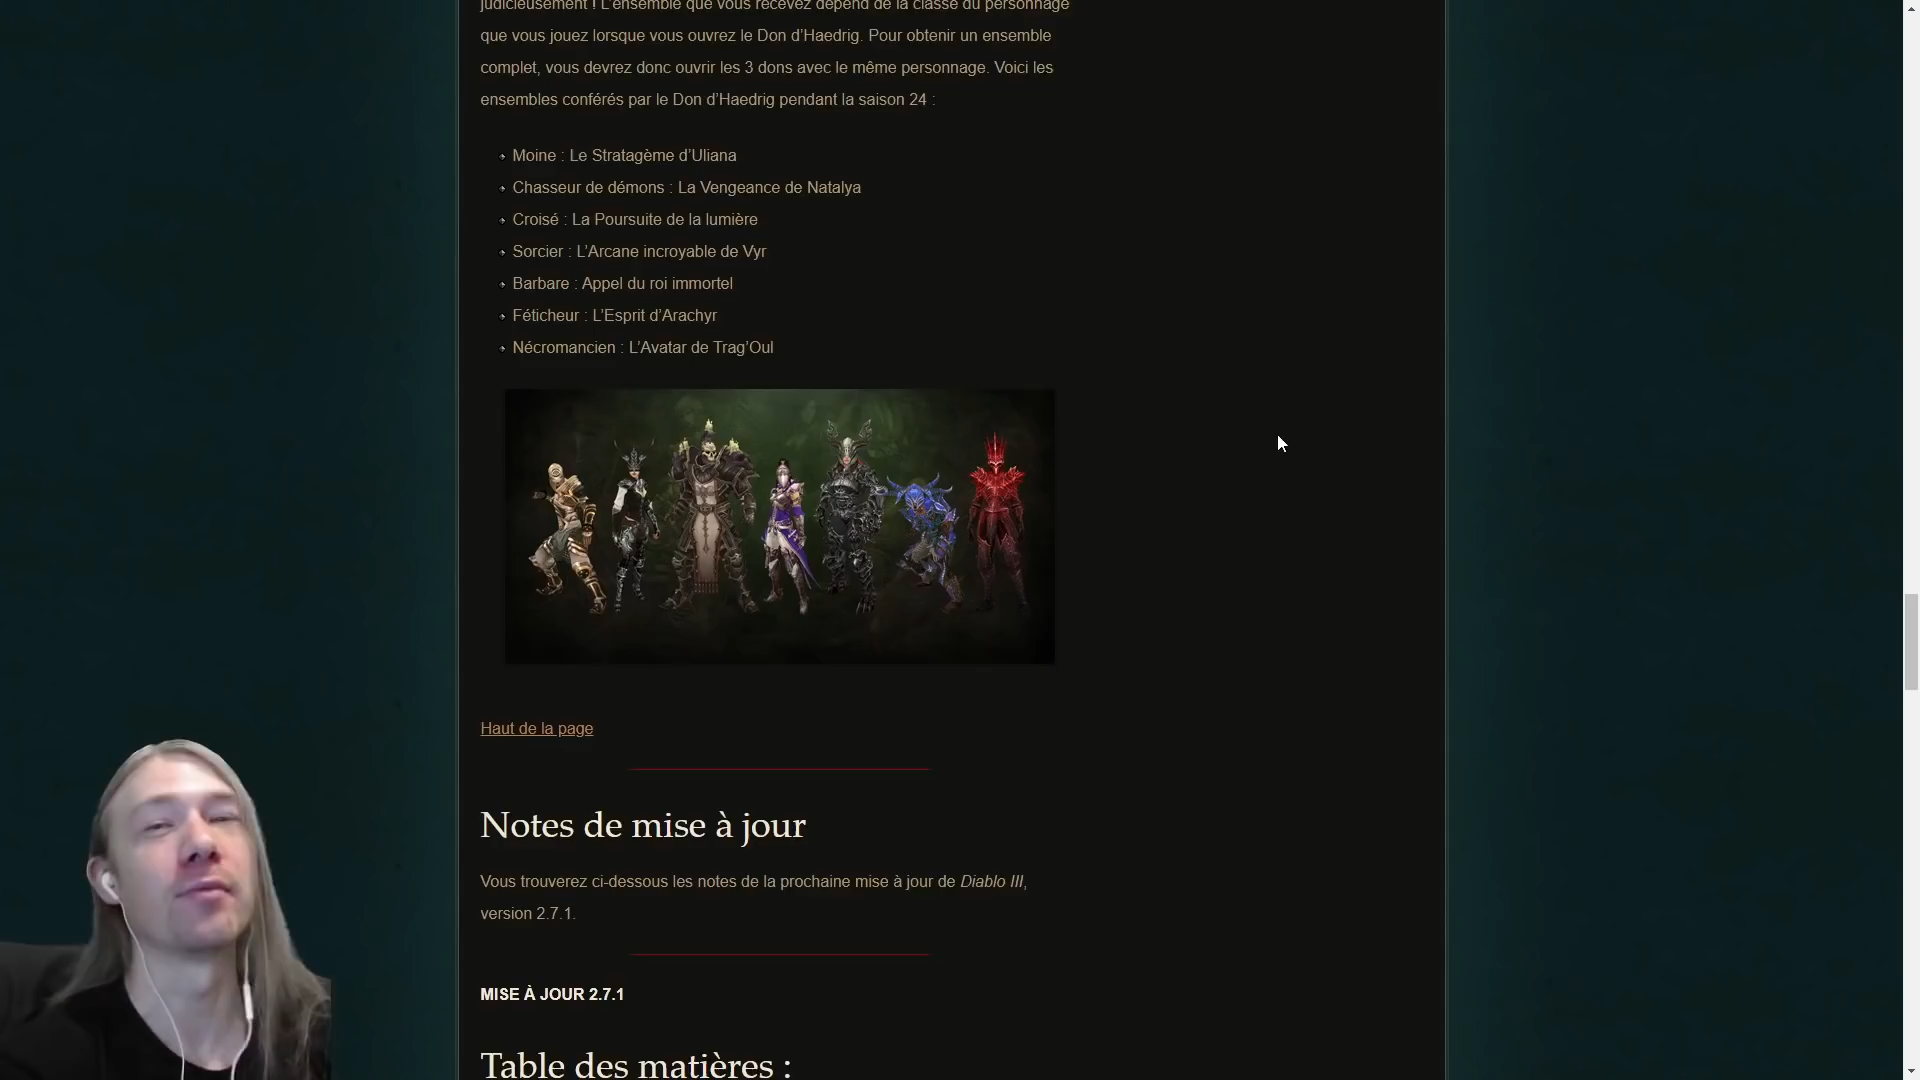 judicieusement ! L'ensemble que vous recevez dépend de la classe du personnage
que vous jouez lorsque vous ouvrez le Don d’Haedrig. Pour obtenir un ensemble
complet, vous devrez donc ouvrir les 3 dons avec le même personnage. Voici les
ensembles conférés par le Don d’Haedrig pendant la saison 24 :
Moine : Le Stratagème d’Uliana
Chasseur de démons : La Vengeance de Natalya
Croisé : La Poursuite de la lumière
Sorcier : L’Arcane incroyable de Vyr
Barbare : Appel du roi immortel
Féticheur : L’Esprit d’Arachyr
Nécromancien : L’Avatar de Trag’Oul
Haut de la page
Notes de mise à jour
Vous trouverez ci-dessous les notes de la prochaine mise à jour de Diablo III,
version 2.7.1.
MISE À JOUR 2.7.1
Table des matières :